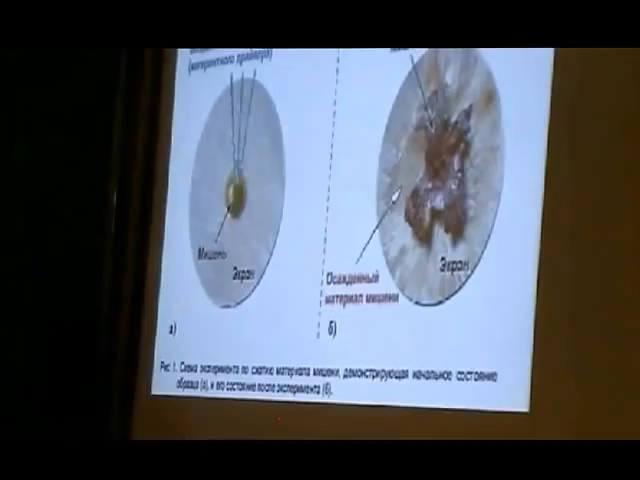 (когерентного драйвера)
Мишень
Экран
а)
Осажденный
материал мишени
Экран
б)
Рис 1. Схема эксперимента по сжатию материала мишени, демонстрирующая начальное состояние
образца (а), и его состояние после эксперимента (б).